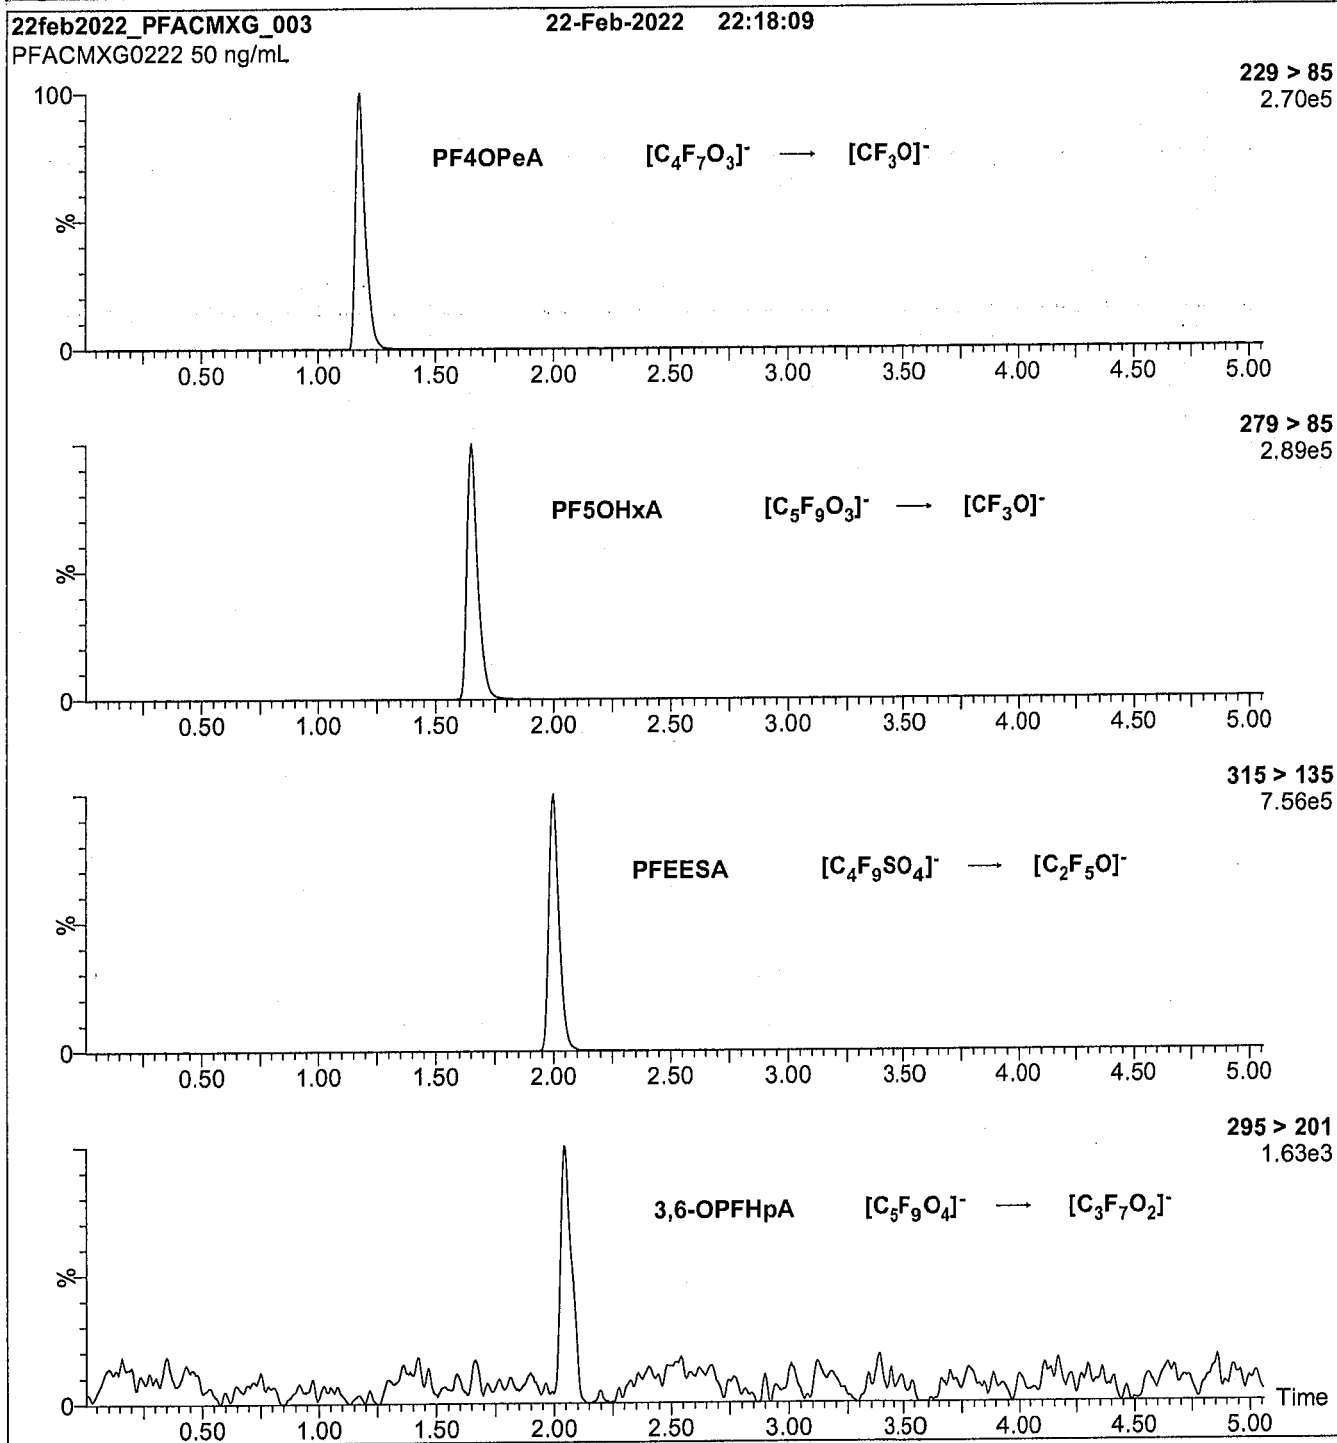 22feb2022_PFACMXG_003 22-Feb-2022 22:18:09
PFACMXG0222 50 ng/mL
229 > 85
2.70e5
100
PF4OPeA [C₄F₇O₃]⁻ → [CF₃O]⁻
%
0
0.50 1.00 1.50 2.00 2.50 3.00 3.50 4.00 4.50 5.00
279 > 85
2.89e5
PF5OHxA [C₅F₉O₃]⁻ → [CF₃O]⁻
%
0
0.50 1.00 1.50 2.00 2.50 3.00 3.50 4.00 4.50 5.00
315 > 135
7.56e5
PFEESA [C₄F₉SO₄]⁻ → [C₂F₅O]⁻
%
0
0.50 1.00 1.50 2.00 2.50 3.00 3.50 4.00 4.50 5.00
295 > 201
1.63e3
3,6-OPFHpA [C₅F₉O₄]⁻ → [C₃F₇O₂]⁻
%
0
Time
0.50 1.00 1.50 2.00 2.50 3.00 3.50 4.00 4.50 5.00